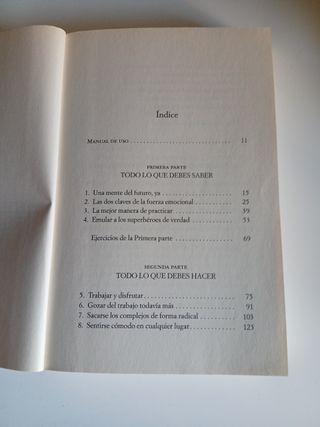 Índice
MANUAL DE USO . . . . . . . . . . . . . . . . . . . . . . . . . . . . . . 11
PRIMERA PARTE
TODO LO QUE DEBES SABER
1. Una mente del futuro, ya . . . . . . . . . . . . . . . . . . . . . . 15
2. Las dos claves de la fuerza emocional . . . . . . . . . . . . 25
3. La mejor manera de practicar . . . . . . . . . . . . . . . . . . 39
4. Emular a los superhéroes de verdad . . . . . . . . . . . . . 53
Ejercicios de la Primera parte . . . . . . . . . . . . . . . . . 69
SEGUNDA PARTE
TODO LO QUE DEBES HACER
5. Trabajar y disfrutar . . . . . . . . . . . . . . . . . . . . . . . . . . 75
6. Gozar del trabajo todavía más . . . . . . . . . . . . . . . . . 91
7. Sacarse los complejos de forma radical . . . . . . . . . . 103
8. Sentirse cómodo en cualquier lugar . . . . . . . . . . . . . 125